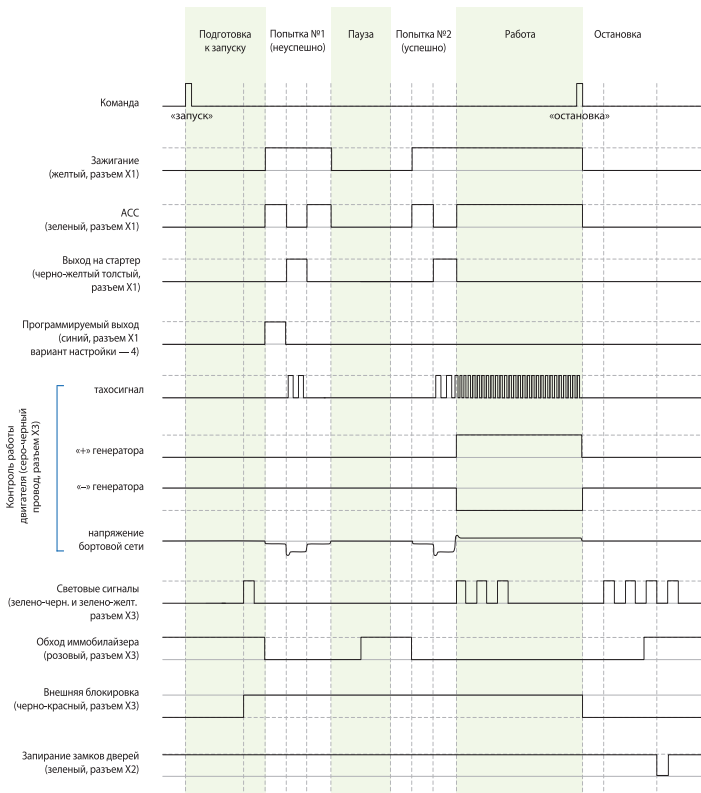 Подготовка
к запуску
Попытка №1
(неуспешно)
Пауза
Попытка №2
(успешно)
Работа
Остановка
Команда
«запуск»
«остановка»
Зажигание
(желтый, разъем X1)
ACC
(зеленый, разъем X1)
Выход на стартер
(черно-желтый толстый,
разъем X1)
Программируемый выход
(синий, разъем X1
вариант настройки — 4)
Контроль работы
двигателя (серо-черный
провод, разъем X3)
тахосигнал
«+» генератора
«–» генератора
напряжение
бортовой сети
Световые сигналы
(зелено-черн. и зелено-желт.
разъем X3)
Обход иммобилайзера
(розовый, разъем X3)
Внешняя блокировка
(черно-красный, разъем X3)
Запирание замков дверей
(зеленый, разъем X2)